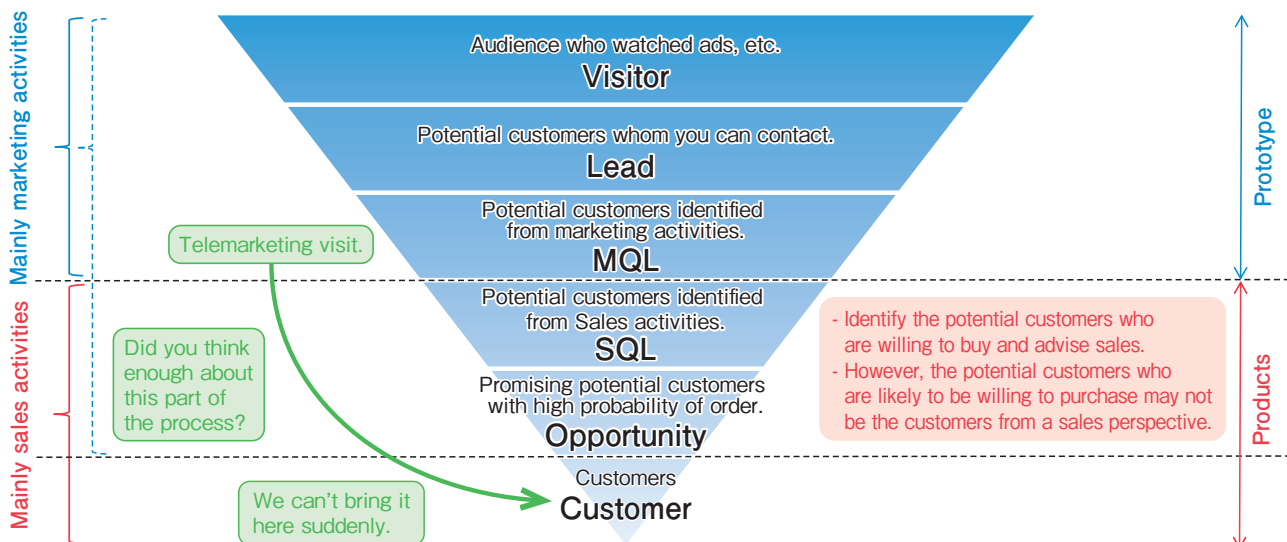 Mainly marketing activities
Audience who watched ads, etc.
Visitor
Potential customers whom you can contact.
Lead
Potential customers identified
from marketing activities.
MQL
Prototype
Telemarketing visit.
Mainly sales activities
Potential customers identified
from Sales activities.
SQL
Did you think
enough about
this part of
the process?
Promising potential customers
with high probability of order.
Opportunity
- Identify the potential customers who
are willing to buy and advise sales.
- However, the potential customers who
are likely to be willing to purchase may not
be the customers from a sales perspective.
Products
We can't bring it
here suddenly.
Customers
Customer